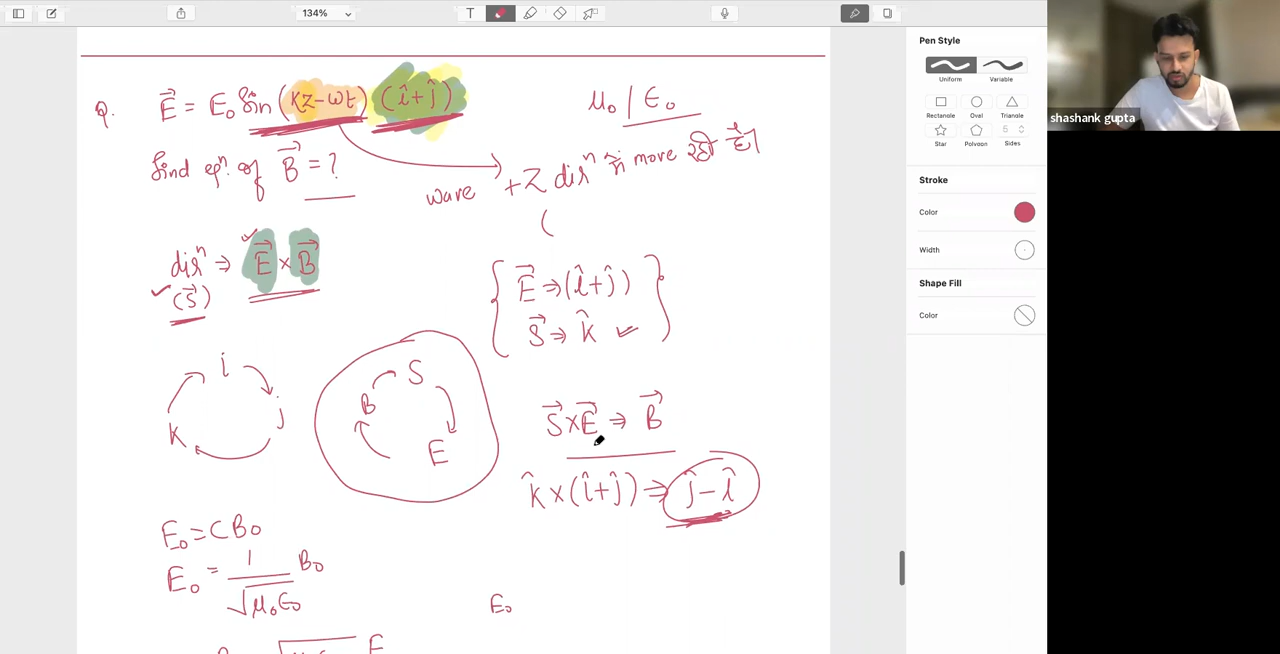 134%
T
Pen Style
Uniform Variable
Rectangle Oval Triangle
Star Polygon Sides
5
Stroke
Color
Width
Shape Fill
Color
shashank gupta
Q. E⃗ = E₀ Sin (Kz-ωt) (î+ĵ)
μ₀ / ε₀
find eqⁿ. of B⃗ = ?
wave +Z dirⁿ में move
dirⁿ ⇒ E⃗ × B⃗
(S⃗)
E⃗ ⇒ (î+ĵ)
S⃗ ⇒ k̂ ✓
i
j
K
S
B
E
S⃗×E⃗ ⇒ B⃗
k̂ × (î+ĵ) ⇒ ĵ-î
E₀ = CB₀
E₀ = 1/√μ₀ε₀ B₀
E₀